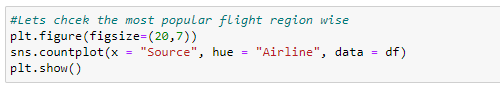 #Lets chcek the most popular flight region wise
plt.figure(figsize=(20,7))
sns.countplot(x = "Source", hue = "Airline", data = df)
plt.show()